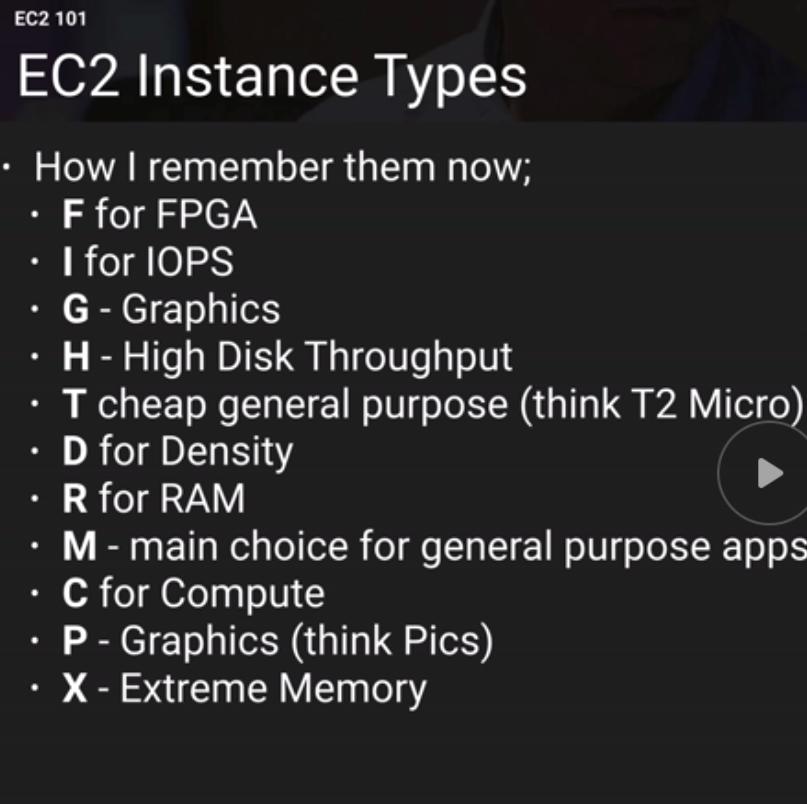 EC2 101
EC2 Instance Types
· How I remember them now;
· F for FPGA
· I for IOPS
· G - Graphics
· H - High Disk Throughput
· T cheap general purpose (think T2 Micro)
· D for Density
· R for RAM
· M - main choice for general purpose apps
· C for Compute
· P - Graphics (think Pics)
· X - Extreme Memory